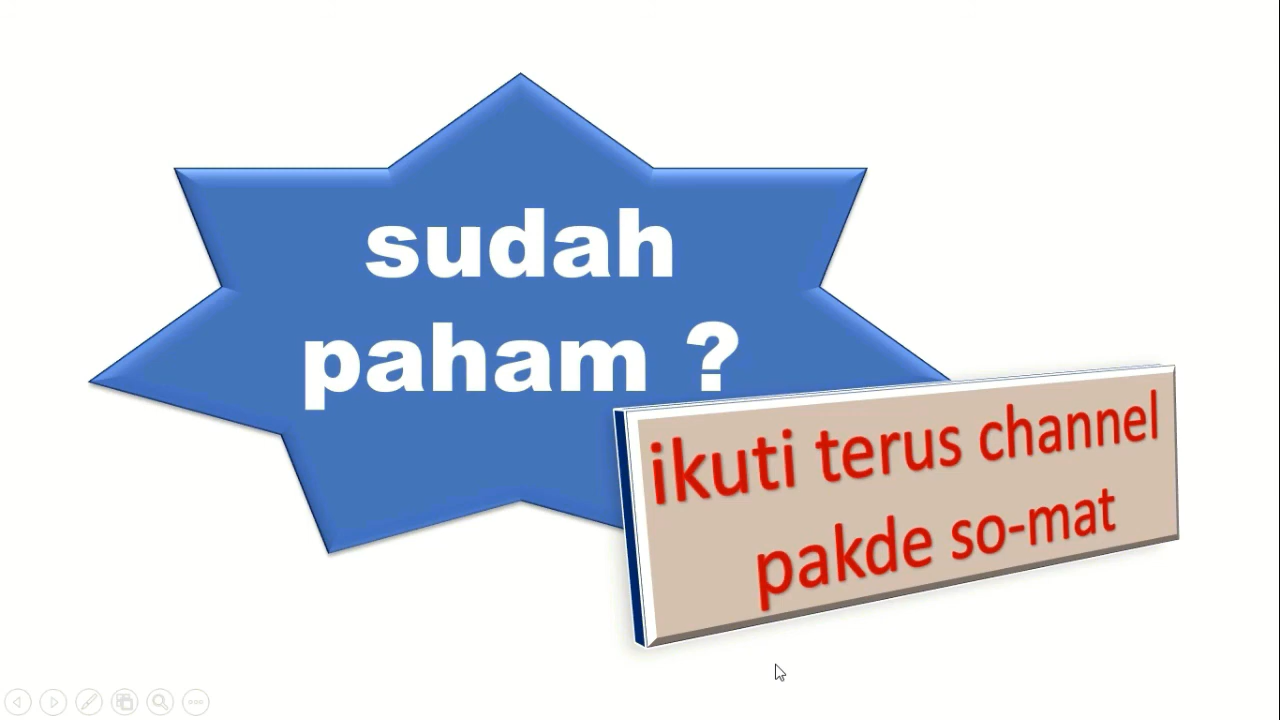 sudah
paham ?
ikuti terus channel
pakde so-mat